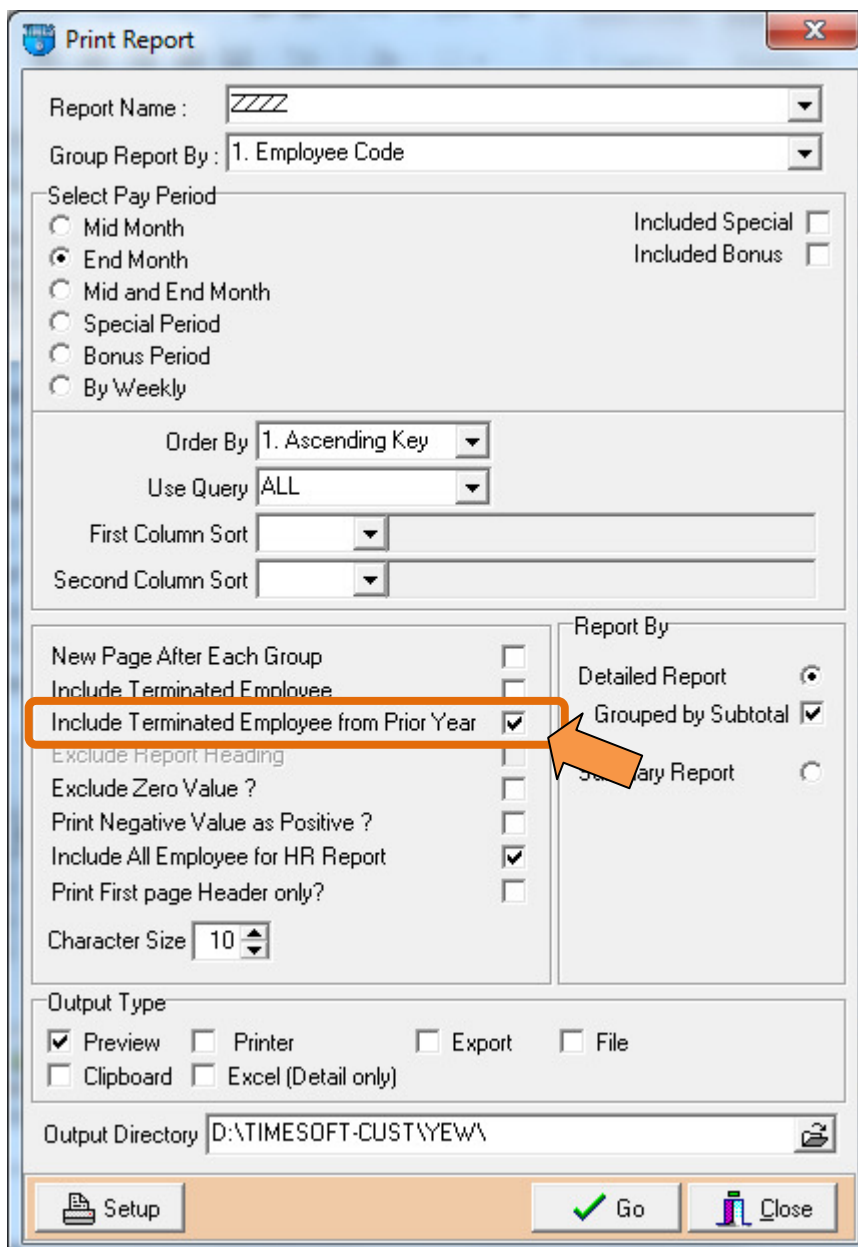 Print Report
Report Name :
ZZZZ
Group Report By : 1. Employee Code
Select Pay Period
Mid Month
Included Special
End Month
Included Bonus
Mid and End Month
Special Period
Bonus Period
By Weekly
Order By 1. Ascending Key
Use Query ALL
First Column Sort
Second Column Sort
New Page After Each Group
Include Terminated Employee
Include Terminated Employee from Prior Year
Exclude Report Heading
Exclude Zero Value ?
Print Negative Value as Positive ?
Include All Employee for HR Report
Print First page Header only?
Character Size 10
Report By
Detailed Report
Grouped by Subtotal
Report
Output Type
Preview Printer Export File
Clipboard Excel (Detail only)
Output Directory D:\TIMESOFT-CUST\YEW\
Setup Go Close